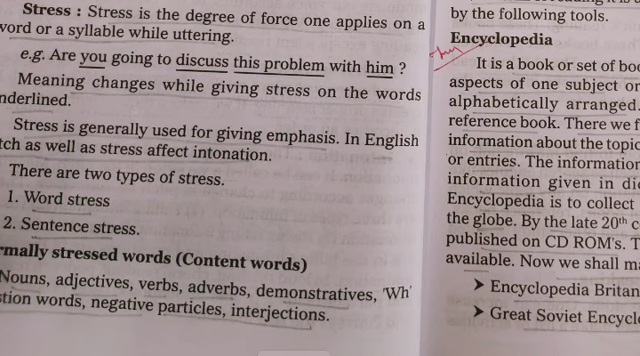 Stress : Stress is the degree of force one applies on a
word or a syllable while uttering.
e.g. Are you going to discuss this problem with him ?
Meaning changes while giving stress on the words
nderlined.
Stress is generally used for giving emphasis. In English
tch as well as stress affect intonation.
There are two types of stress.
1. Word stress
2. Sentence stress.
rmally stressed words (Content words)
Nouns, adjectives, verbs, adverbs, demonstratives, 'Wh'
stion words, negative particles, interjections.
by the following tools.
Encyclopedia
It is a book or set of boo
aspects of one subject or
alphabetically arranged.
reference book. There we f
information about the topic
or entries. The information
information given in dic
Encyclopedia is to collect
the globe. By the late 20th c
published on CD ROM's. T
available. Now we shall ma
➤ Encyclopedia Britan
➤ Great Soviet Encycl